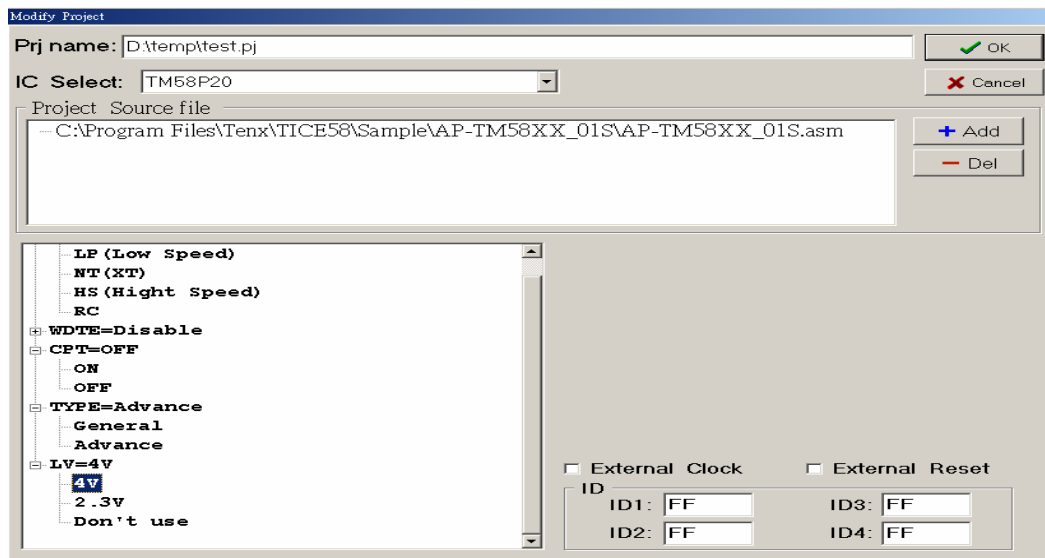 Modify Project
Prj name: D:\temp\test.pj
OK
IC Select: TM58P20
Cancel
Project Source file
C:\Program Files\Tenx\TICE58\Sample\AP-TM58XX_01S\AP-TM58XX_01S.asm
Add
Del
LP(Low Speed)
NT(XT)
HS(Hight Speed)
RC
WDTE=Disable
CPT=OFF
ON
OFF
TYPE=Advance
General
Advance
LV=4V
4V
2.3V
Don't use
External Clock
External Reset
ID
ID1: FF
ID3: FF
ID2: FF
ID4: FF